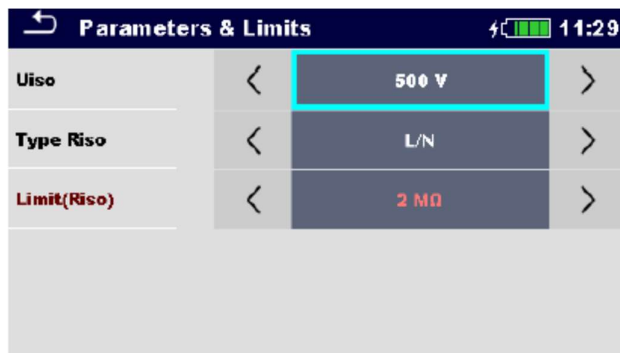 Parameters & Limits 11:29
Uiso 500 V
Type Riso L/N
Limit(Riso) 2 MΩ